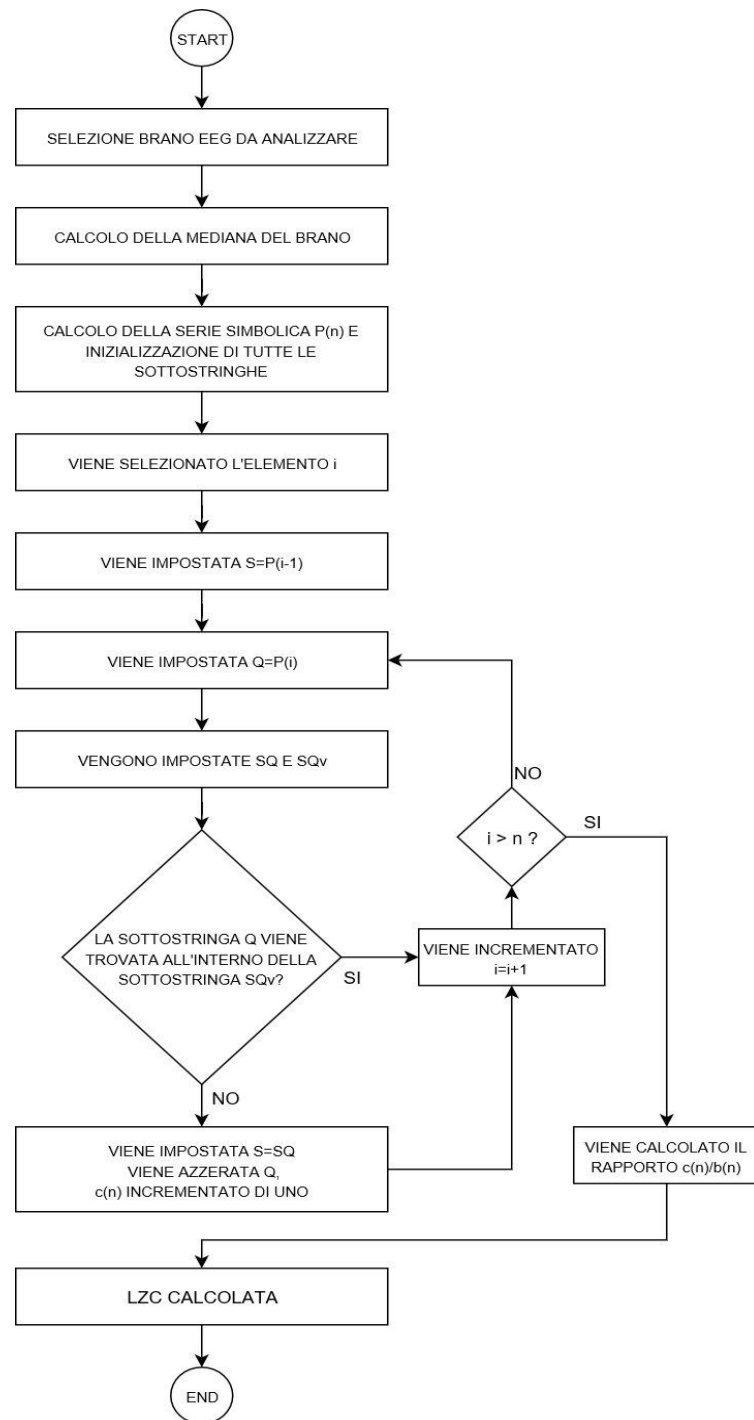 START
SELEZIONE BRANO EEG DA ANALIZZARE
CALCOLO DELLA MEDIANA DEL BRANO
CALCOLO DELLA SERIE SIMBOLICA P(n) E
INIZIALIZZAZIONE DI TUTTE LE
SOTTOSTRINGHE
VIENE SELEZIONATO L'ELEMENTO i
VIENE IMPOSTATA S=P(i-1)
VIENE IMPOSTATA Q=P(i)
VENGONO IMPOSTATE SQ E SQv
NO
i > n ?
SI
LA SOTTOSTRINGA Q VIENE
TROVATA ALL'INTERNO DELLA
SOTTOSTRINGA SQv?
SI
VIENE INCREMENTATO
i=i+1
NO
VIENE IMPOSTATA S=SQ
VIENE AZZERATA Q,
c(n) INCREMENTATO DI UNO
VIENE CALCOLATO IL
RAPPORTO c(n)/b(n)
LZC CALCOLATA
END